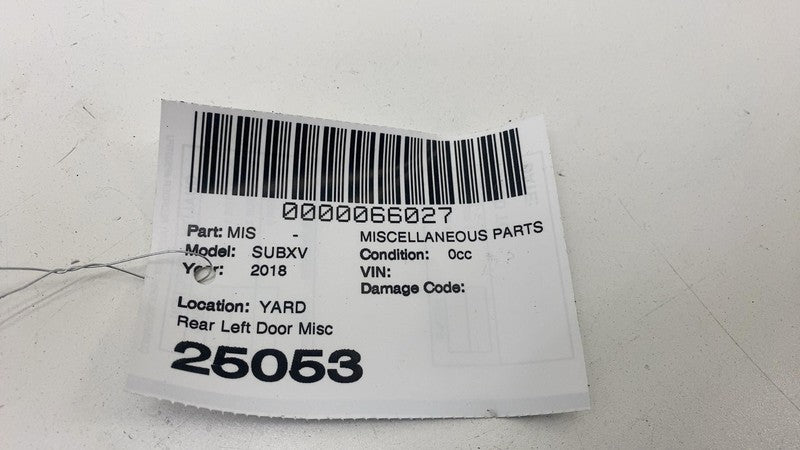 0000066027
Part: MIS - MISCELLANEOUS PARTS
Model: SUBXV Condition: 0cc
Year: 2018 VIN:
Damage Code:
Location: YARD
Rear Left Door Misc
25053